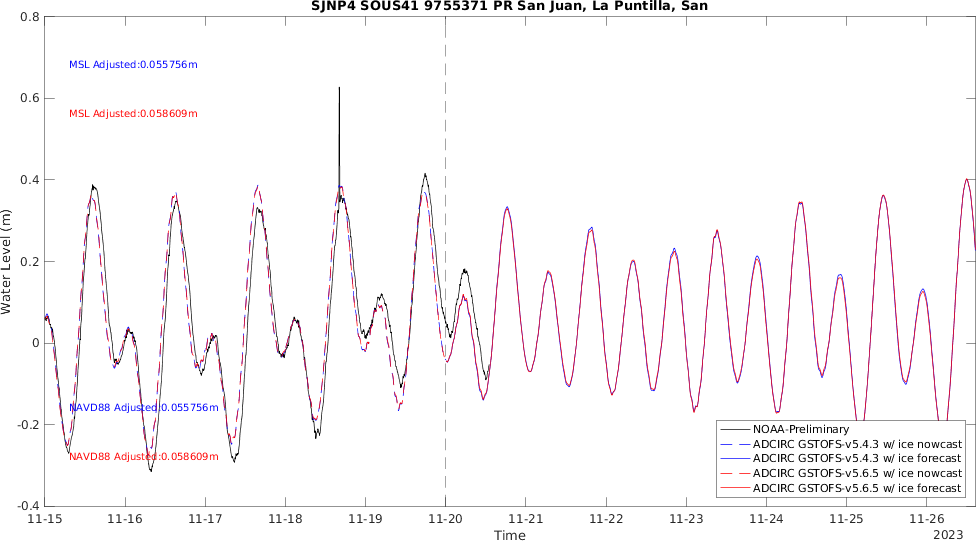 SJNP4 SOUS41 9755371 PR San Juan, La Puntilla, San
0.8
0.6
0.4
0.2
0
-0.2
-0.4
Water Level (m)
MSL Adjusted:0.055756m
MSL Adjusted:0.058609m
NAVD88 Adjusted:0.055756m
NAVD88 Adjusted:0.058609m
NOAA-Preliminary
ADCIRC GSTOFS-v5.4.3 w/ ice nowcast
ADCIRC GSTOFS-v5.4.3 w/ ice forecast
ADCIRC GSTOFS-v5.6.5 w/ ice nowcast
ADCIRC GSTOFS-v5.6.5 w/ ice forecast
11-15 11-16 11-17 11-18 11-19 11-20 11-21 11-22 11-23 11-24 11-25 11-26
Time
2023